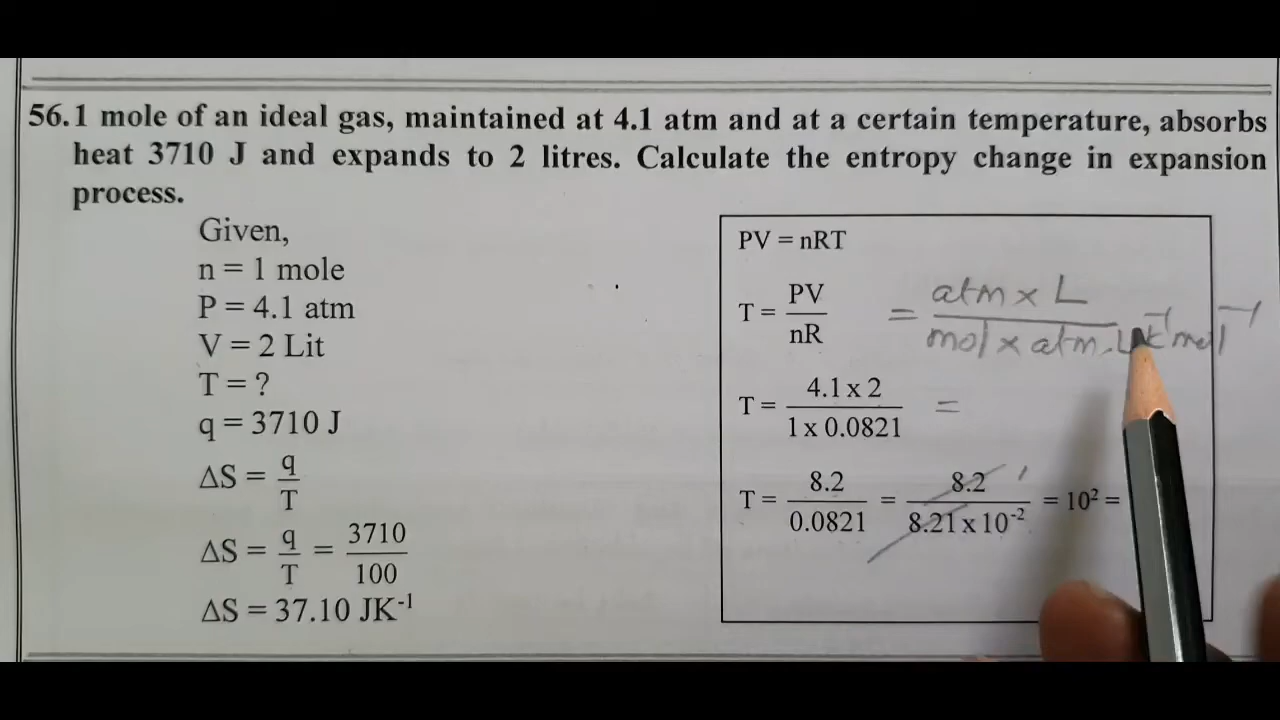 56. 1 mole of an ideal gas, maintained at 4.1 atm and at a certain temperature, absorbs
heat 3710 J and expands to 2 litres. Calculate the entropy change in expansion
process.
Given,
n = 1 mole
P = 4.1 atm
V = 2 Lit
T = ?
q = 3710 J
ΔS = q/T
ΔS = q/T = 3710/100
ΔS = 37.10 JK⁻¹
PV = nRT
T = PV/nR = atm x L / mol x atm. L K⁻¹ mol⁻¹
T = 4.1 x 2 / 1 x 0.0821 =
T = 8.2/0.0821 = 8.2 / 8.21 x 10⁻² = 10² =